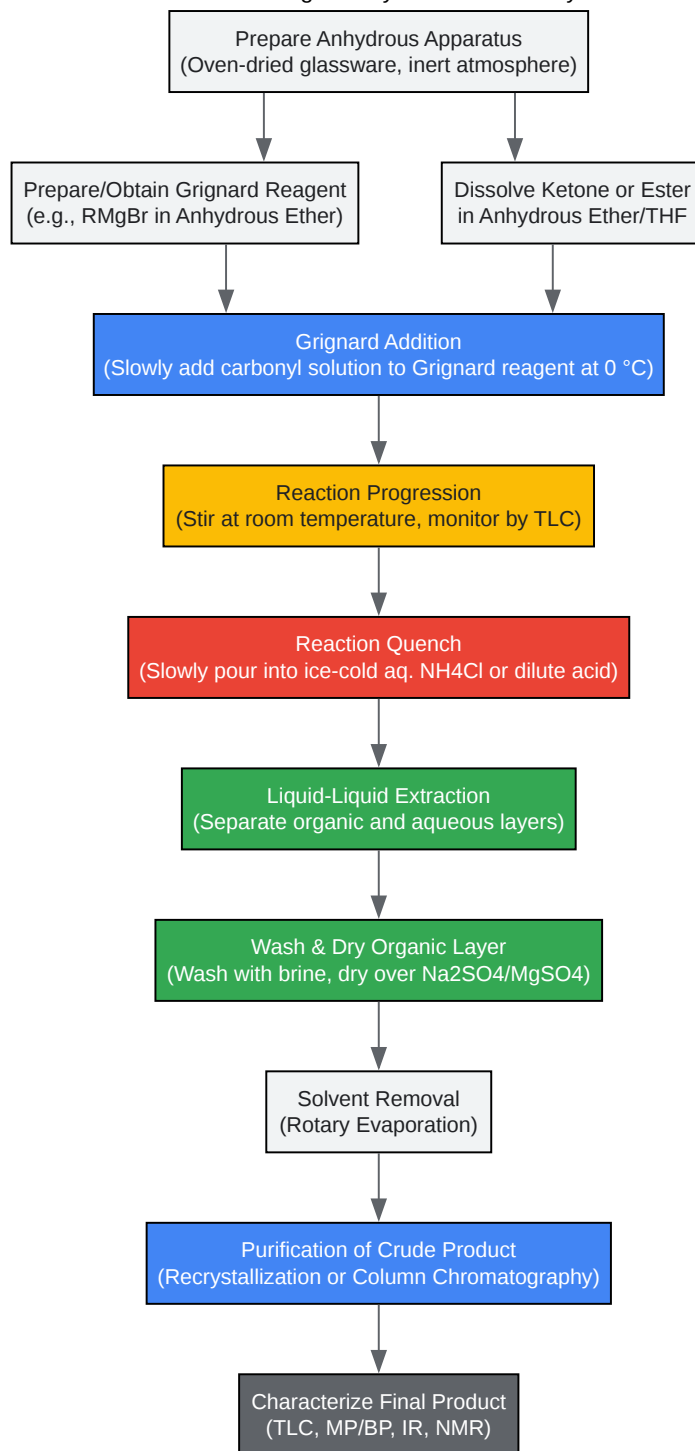 Prepare Anhydrous Apparatus
(Oven-dried glassware, inert atmosphere)
Prepare/Obtain Grignard Reagent
(e.g., RMgBr in Anhydrous Ether)
Dissolve Ketone or Ester
in Anhydrous Ether/THF
Grignard Addition
(Slowly add carbonyl solution to Grignard reagent at 0 °C)
Reaction Progression
(Stir at room temperature, monitor by TLC)
Reaction Quench
(Slowly pour into ice-cold aq. NH4Cl or dilute acid)
Liquid-Liquid Extraction
(Separate organic and aqueous layers)
Wash & Dry Organic Layer
(Wash with brine, dry over Na2SO4/MgSO4)
Solvent Removal
(Rotary Evaporation)
Purification of Crude Product
(Recrystallization or Column Chromatography)
Characterize Final Product
(TLC, MP/BP, IR, NMR)